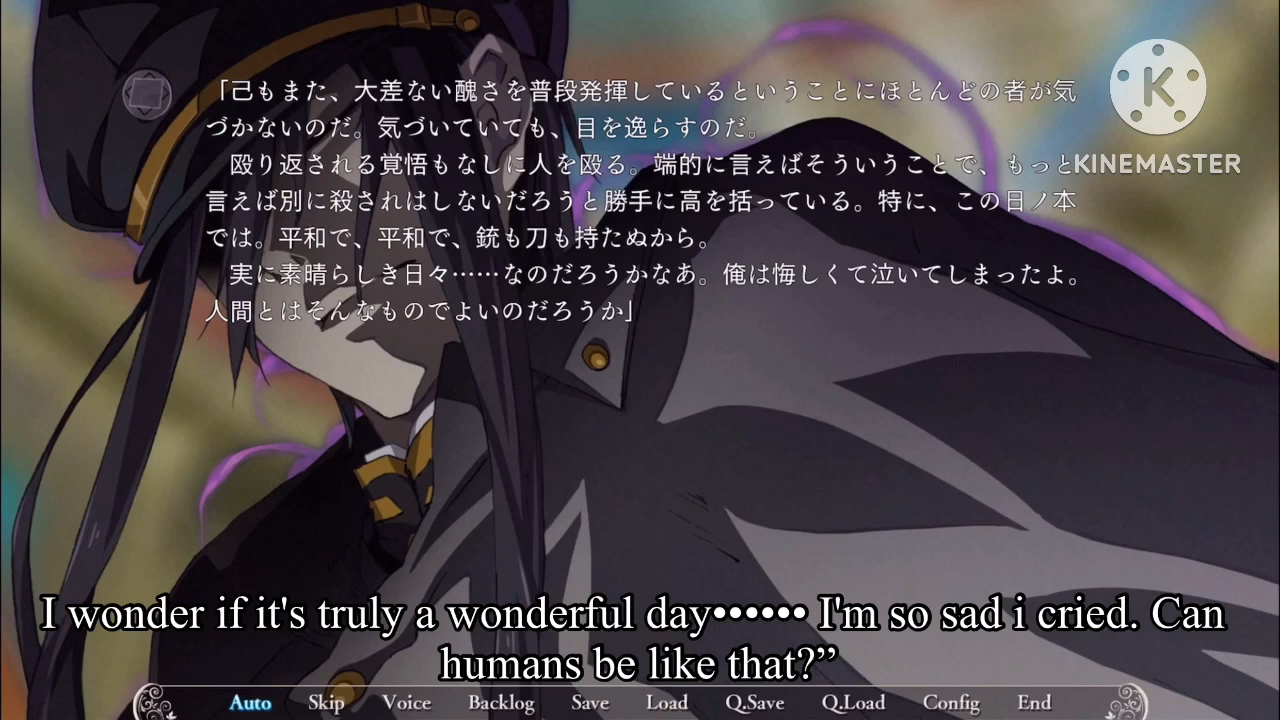 「己もまた、大差ない醜さを普段発揮しているということにほとんどの者が気
づかないのだ。気づいていても、目を逸らすのだ。
殴り返される覚悟もなしに人を殴る。端的に言えばそういうことで、もっと
言えば別に殺されはしないだろうと勝手に高を括っている。特に、この日ノ本
では。平和で、平和で、銃も刀も持たぬから。
実に素晴らしき日々……なのだろうかなあ。俺は悔しくて泣いてしまったよ。
人間とはそんなものでよいのだろうか」
K
KINEMASTER
I wonder if it's truly a wonderful day•••••• I'm so sad i cried. Can
humans be like that?”
Auto Skip Voice Backlog Save Load Q.Save Q.Load Config End